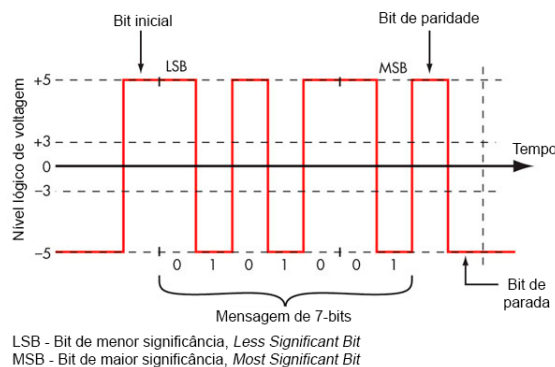 Bit inicial
Bit de paridade
LSB
MSB
Nível lógico de voltagem
+5
+3
0
−3
−5
Tempo
0 1 0 1 0 0 1
Mensagem de 7-bits
Bit de
parada
LSB - Bit de menor significância, Less Significant Bit
MSB - Bit de maior significância, Most Significant Bit